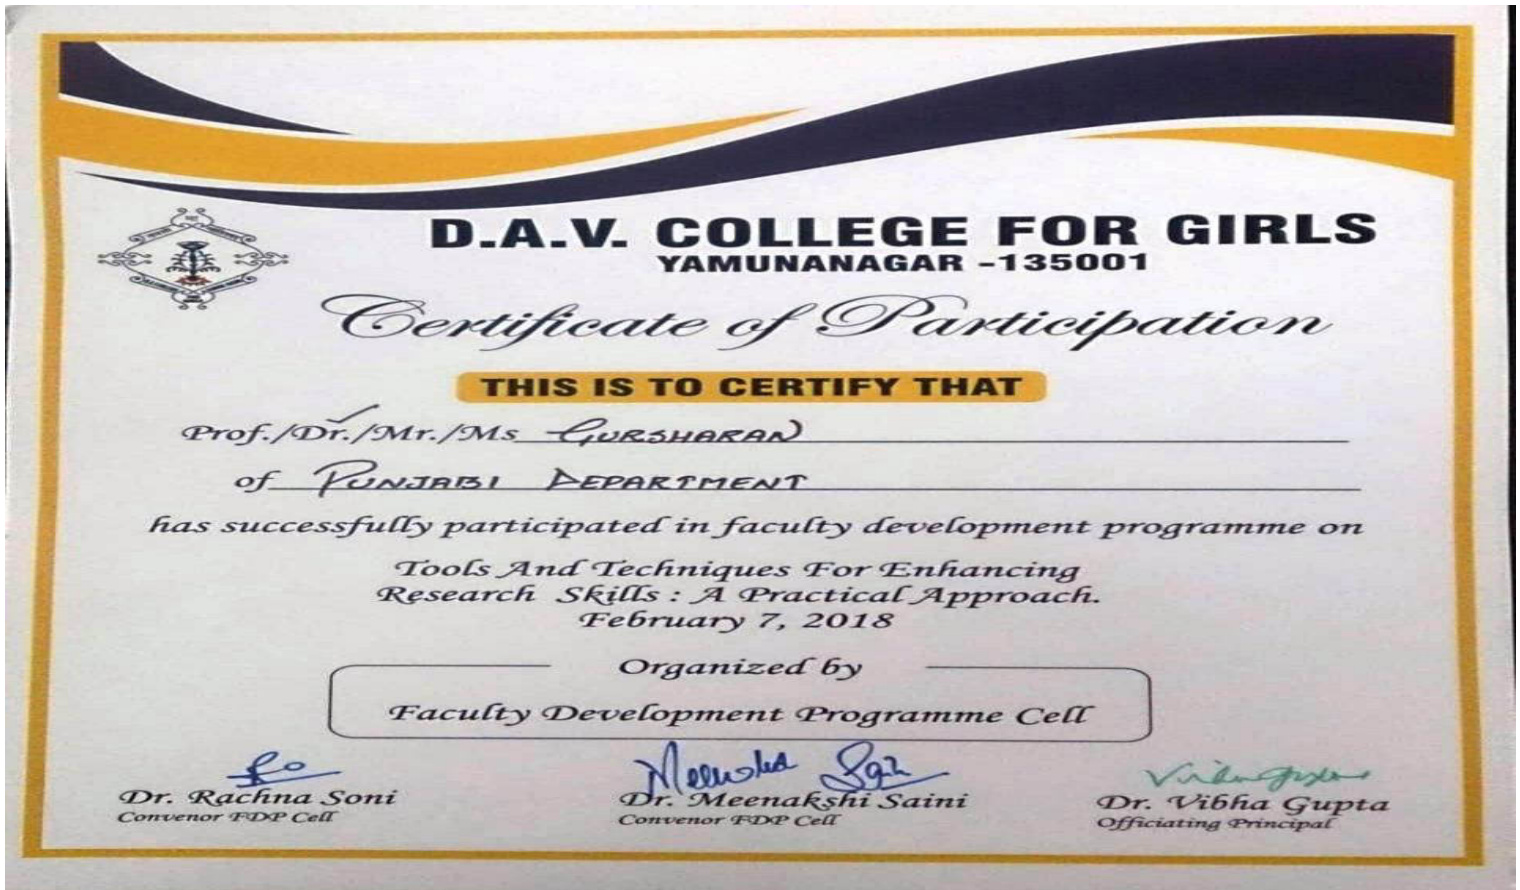 D.A.V. COLLEGE FOR GIRLS
YAMUNANAGAR -135001
Certificate of Participation
THIS IS TO CERTIFY THAT
Prof./Dr./Mr./Ms GURSHARAN
of PUNJABI DEPARTMENT
has successfully participated in faculty development programme on
Tools And Techniques For Enhancing
Research Skills : A Practical Approach.
February 7, 2018
Organized by
Faculty Development Programme Cell
Meenakshi Saini
Dr. Rachna Soni
Convenor FDP Cell
Dr. Meenakshi Saini
Convenor FDP Cell
Dr. Vibha Gupta
Officiating Principal